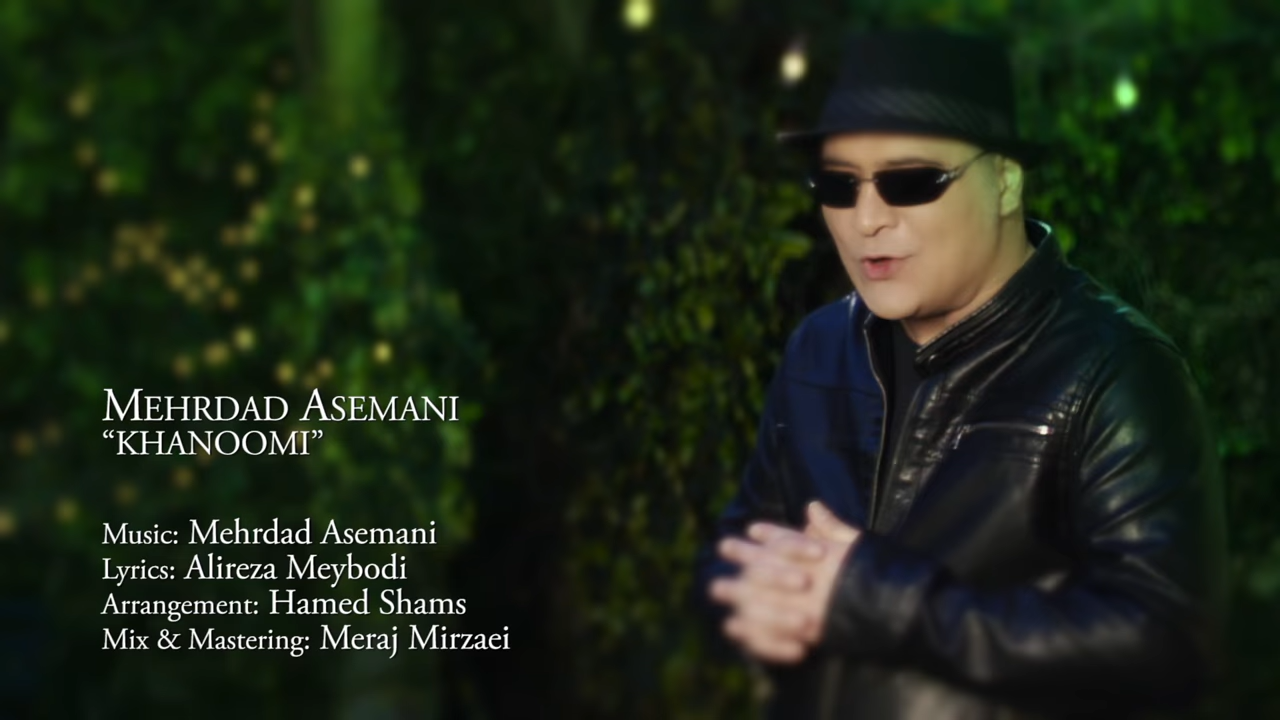 MEHRDAD ASEMANI
“KHANOOMI”
Music: Mehrdad Asemani
Lyrics: Alireza Meybodi
Arrangement: Hamed Shams
Mix & Mastering: Meraj Mirzaei